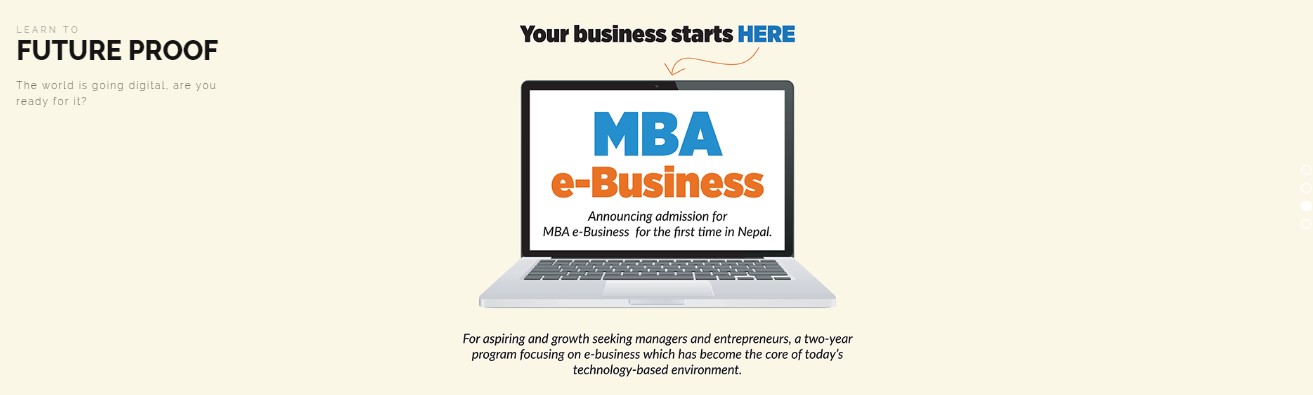 LEARN TO
FUTURE PROOF
The world is going digital, are you
ready for it?
Your business starts HERE
MBA
e-Business
Announcing admission for
MBA e-Business for the first time in Nepal.
For aspiring and growth seeking managers and entrepreneurs, a two-year
program focusing on e-business which has become the core of today's
technology-based environment.